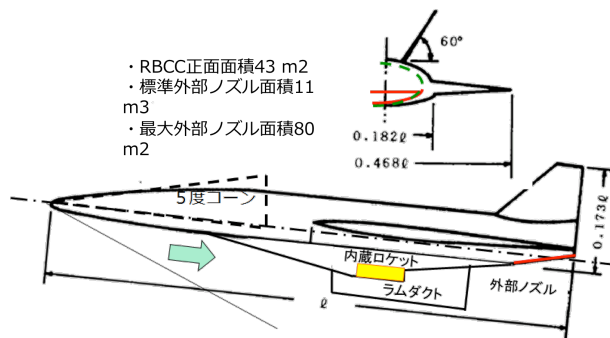 ・RBCC正面面積43 m2
・標準外部ノズル面積11
m3
・最大外部ノズル面積80
m2
60°
0.182ℓ
0.468ℓ
5度コーン
0.173ℓ
内蔵ロケット
ラムダクト
外部ノズル
ℓ